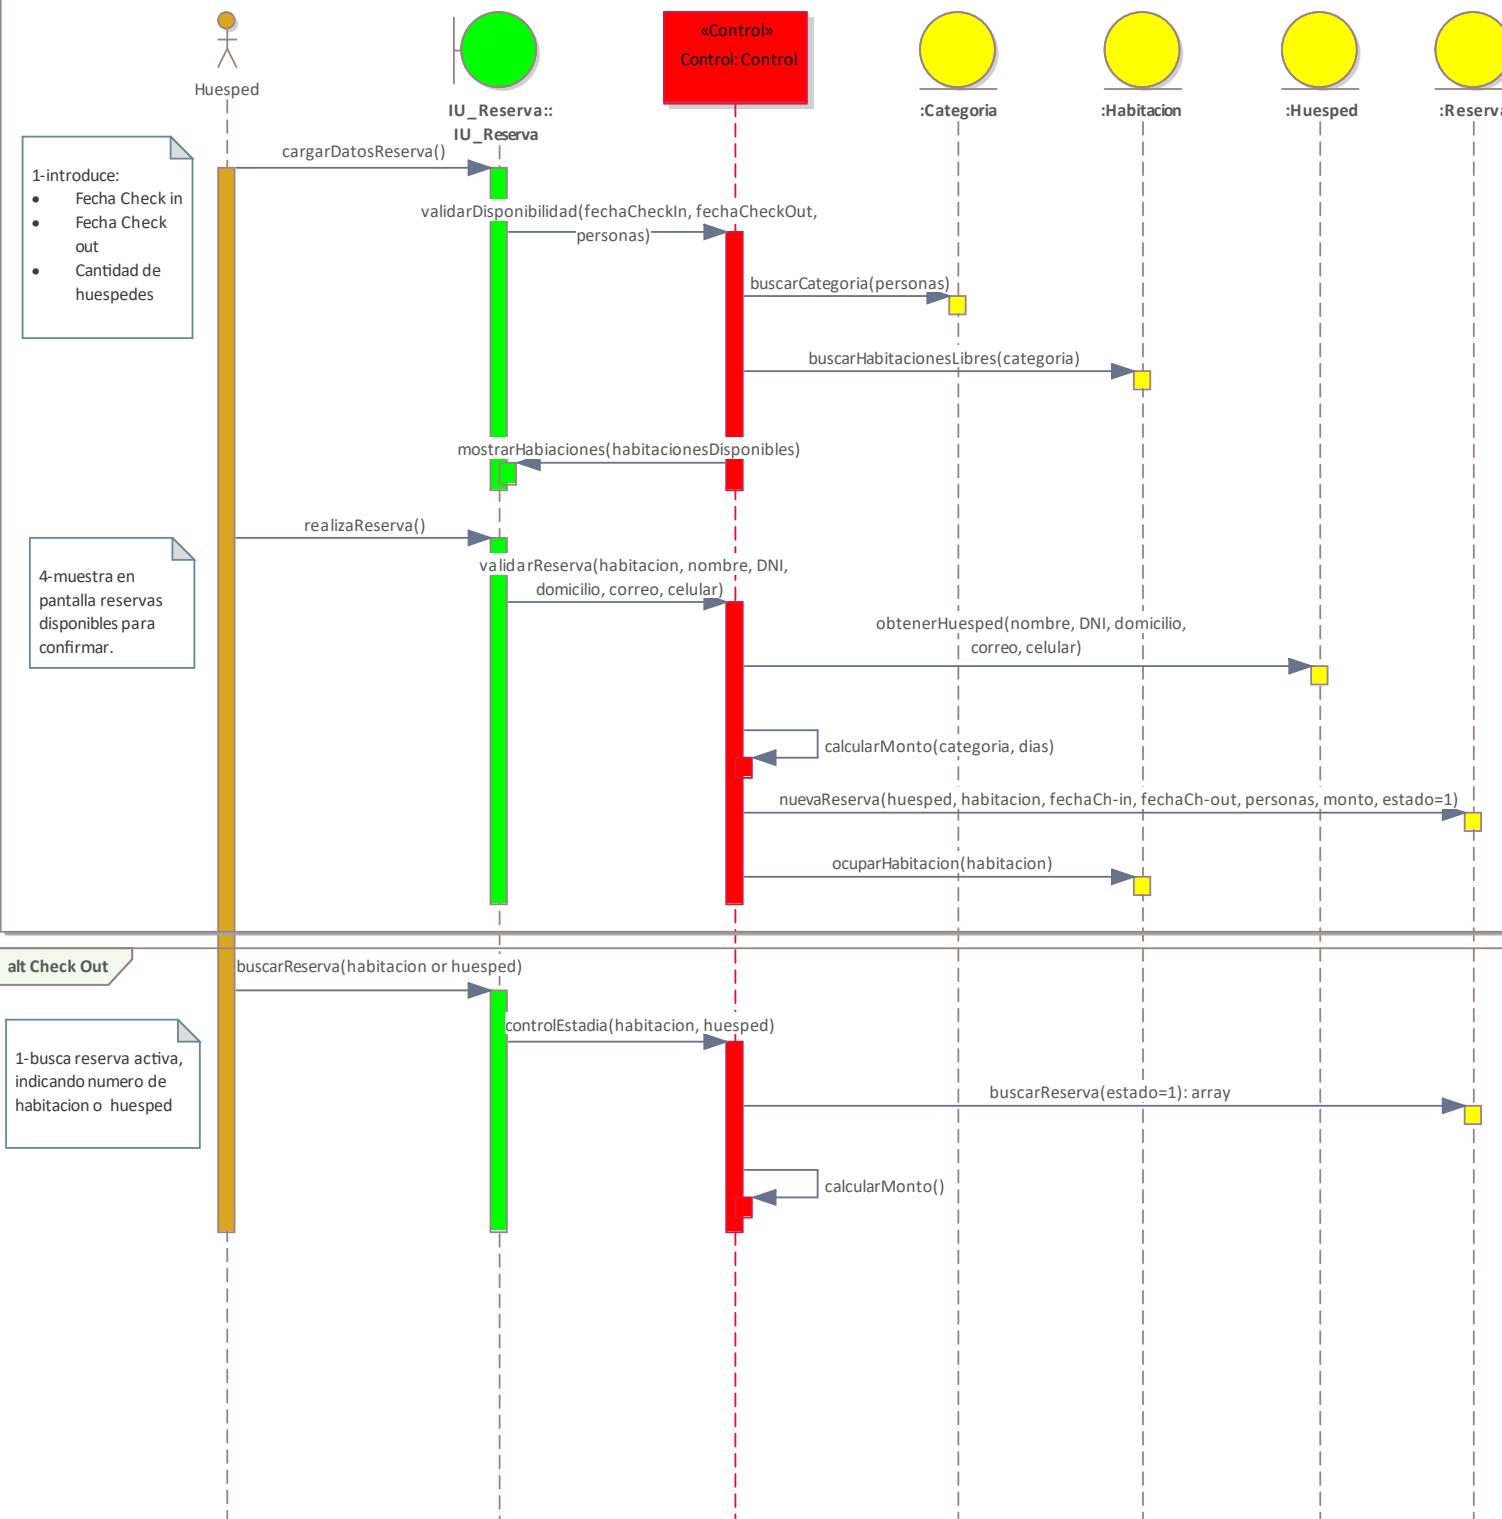 «Control»
Control: Control
Huesped
IU_Reserva::
IU_Reserva
:Categoria
:Habitacion
:Huesped
:Reserva
1-introduce:
• Fecha Check in
• Fecha Check
out
• Cantidad de
huespedes
cargarDatosReserva()
validarDisponibilidad(fechaCheckIn, fechaCheckOut,
personas)
buscarCategoria(personas)
buscarHabitacionesLibres(categoria)
mostrarHabiaciones(habitacionesDisponibles)
realizaReserva()
4-muestra en
pantalla reservas
disponibles para
confirmar.
validarReserva(habitacion, nombre, DNI,
domicilio, correo, celular)
obtenerHuesped(nombre, DNI, domicilio,
correo, celular)
calcularMonto(categoria, dias)
nuevaReserva(huesped, habitacion, fechaCh-in, fechaCh-out, personas, monto, estado=1)
ocuparHabitacion(habitacion)
alt Check Out
buscarReserva(habitacion or huesped)
controlEstadia(habitacion, huesped)
1-busca reserva activa,
indicando numero de
habitacion o huesped
buscarReserva(estado=1): array
calcularMonto()